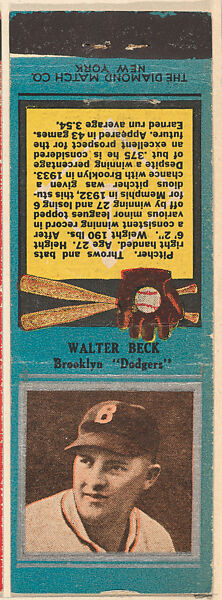 THE DIAMOND MATCH CO.
NEW YORK
Pitcher. Throws and bats
right handed. Age 27. Height
6' 2". Weight 190 lbs. After
a consistent winning record in
various minor leagues topped
off by winning 27 and losing 6
for Memphis in 1932, this stu-
dious pitcher was given a
chance with Brooklyn in 1933.
Despite a winning percentage
of but .375 he is considered
an excellent prospect for the
future. Appeared in 43 games.
Earned run average 3.54.
WALTER BECK
Brooklyn "Dodgers"
B